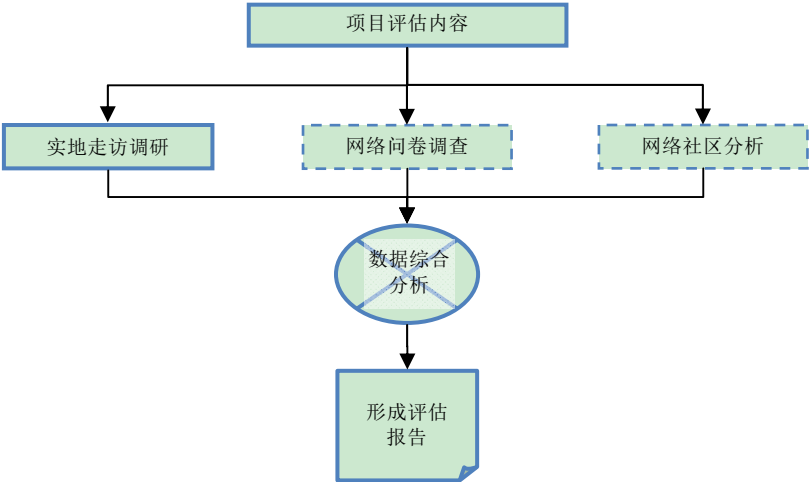 项目评估内容
实地走访调研
网络问卷调查
网络社区分析
数据综合
分析
形成评估
报告